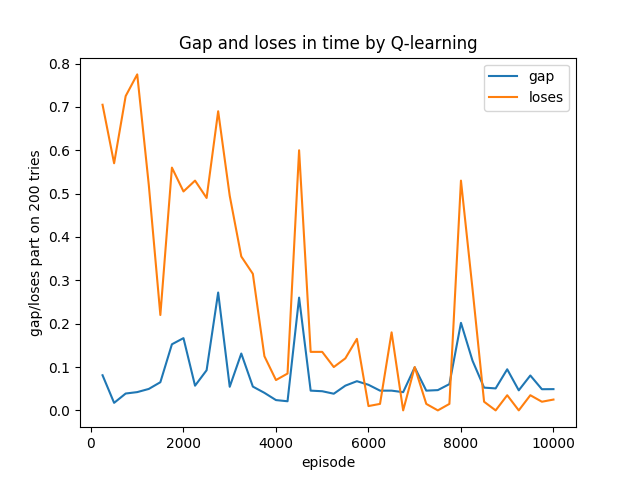 Gap and loses in time by Q-learning
gap
loses
gap/loses part on 200 tries
0.8
0.7
0.6
0.5
0.4
0.3
0.2
0.1
0.0
0 2000 4000 6000 8000 10000
episode